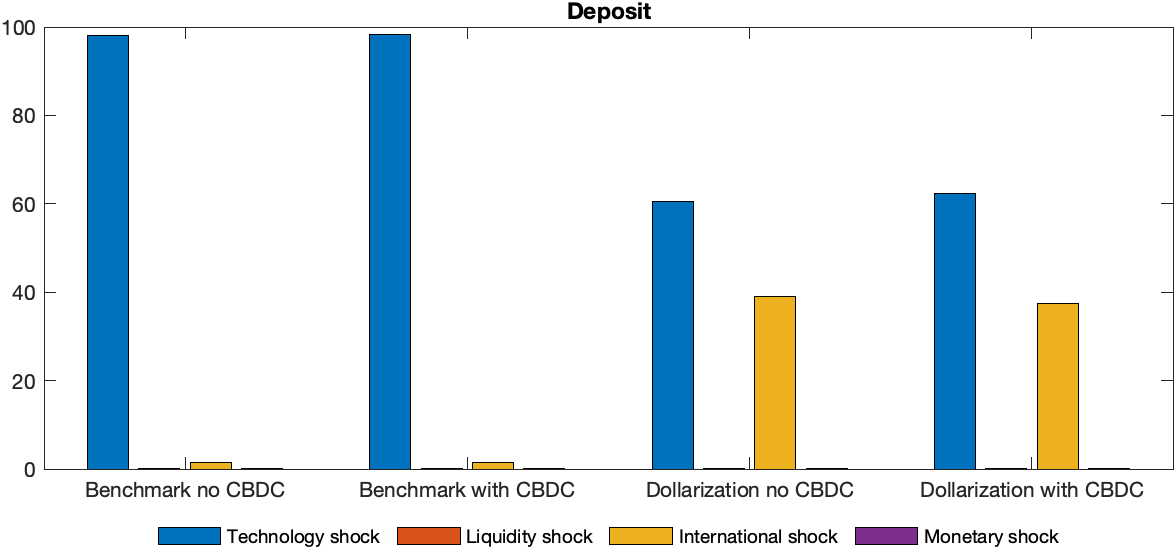 Deposit
100
80
60
40
20
0
Benchmark no CBDC Benchmark with CBDC Dollarization no CBDC Dollarization with CBDC
Technology shock Liquidity shock International shock Monetary shock